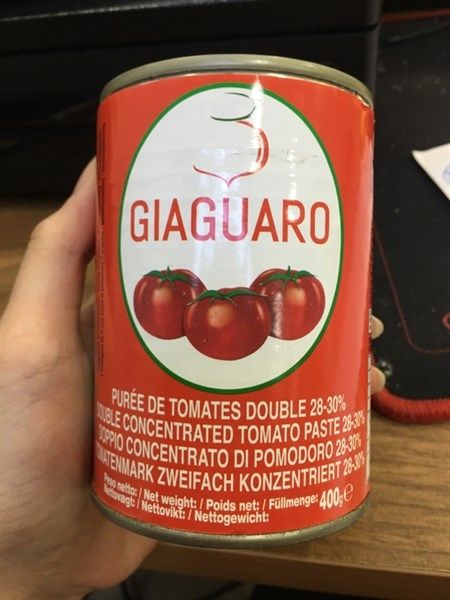 GIAGUARO
PURÉE DE TOMATES DOUBLE 28-30%
DOUBLE CONCENTRATED TOMATO PASTE 28-30%
DOPPIO CONCENTRATO DI POMODORO 28-30%
TOMATENMARK ZWEIFACH KONZENTRIERT 28-30%
Peso netto: / Net weight: / Poids net: / Füllmenge: 400g e
Nettovægt: / Nettovikt: / Nettogewicht: